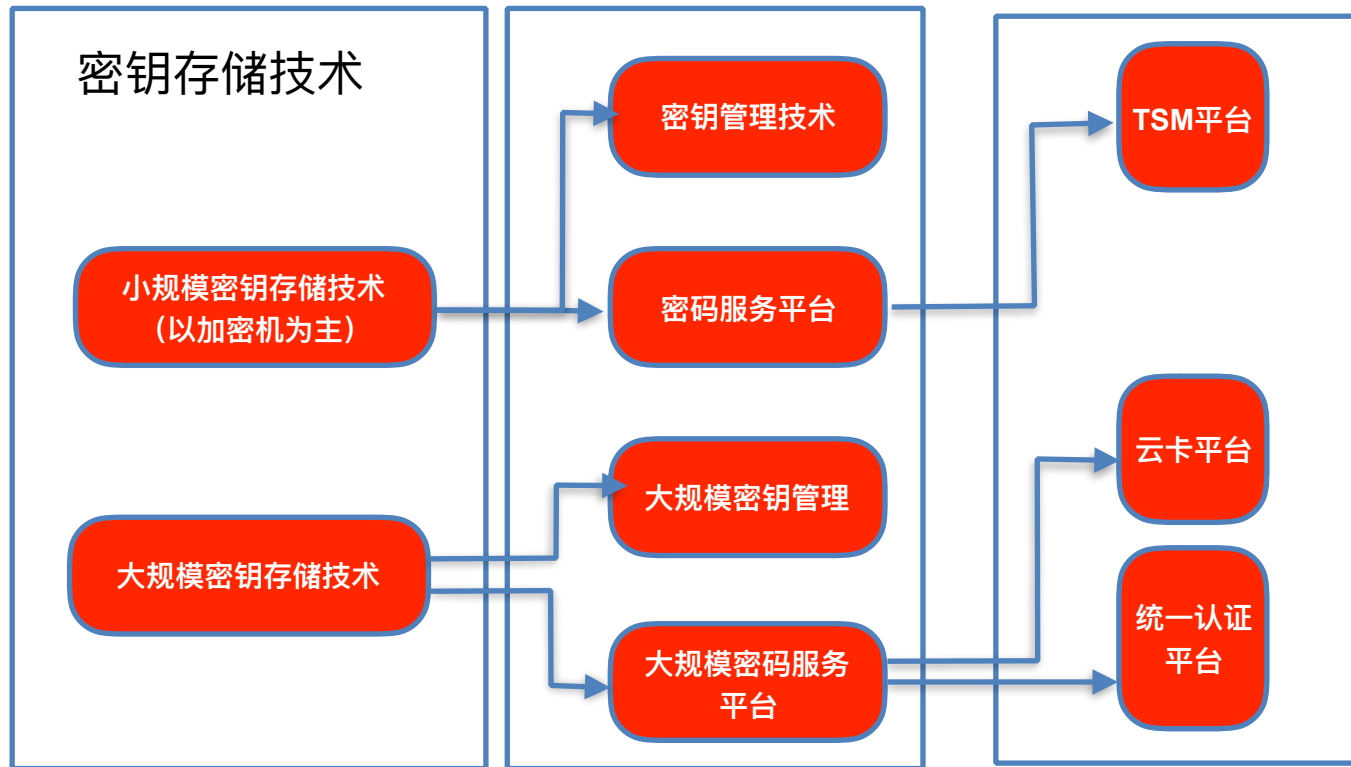 密钥存储技术
小规模密钥存储技术
（以加密机为主）
大规模密钥存储技术
密钥管理技术
密码服务平台
大规模密钥管理
大规模密码服务
平台
TSM平台
云卡平台
统一认证
平台